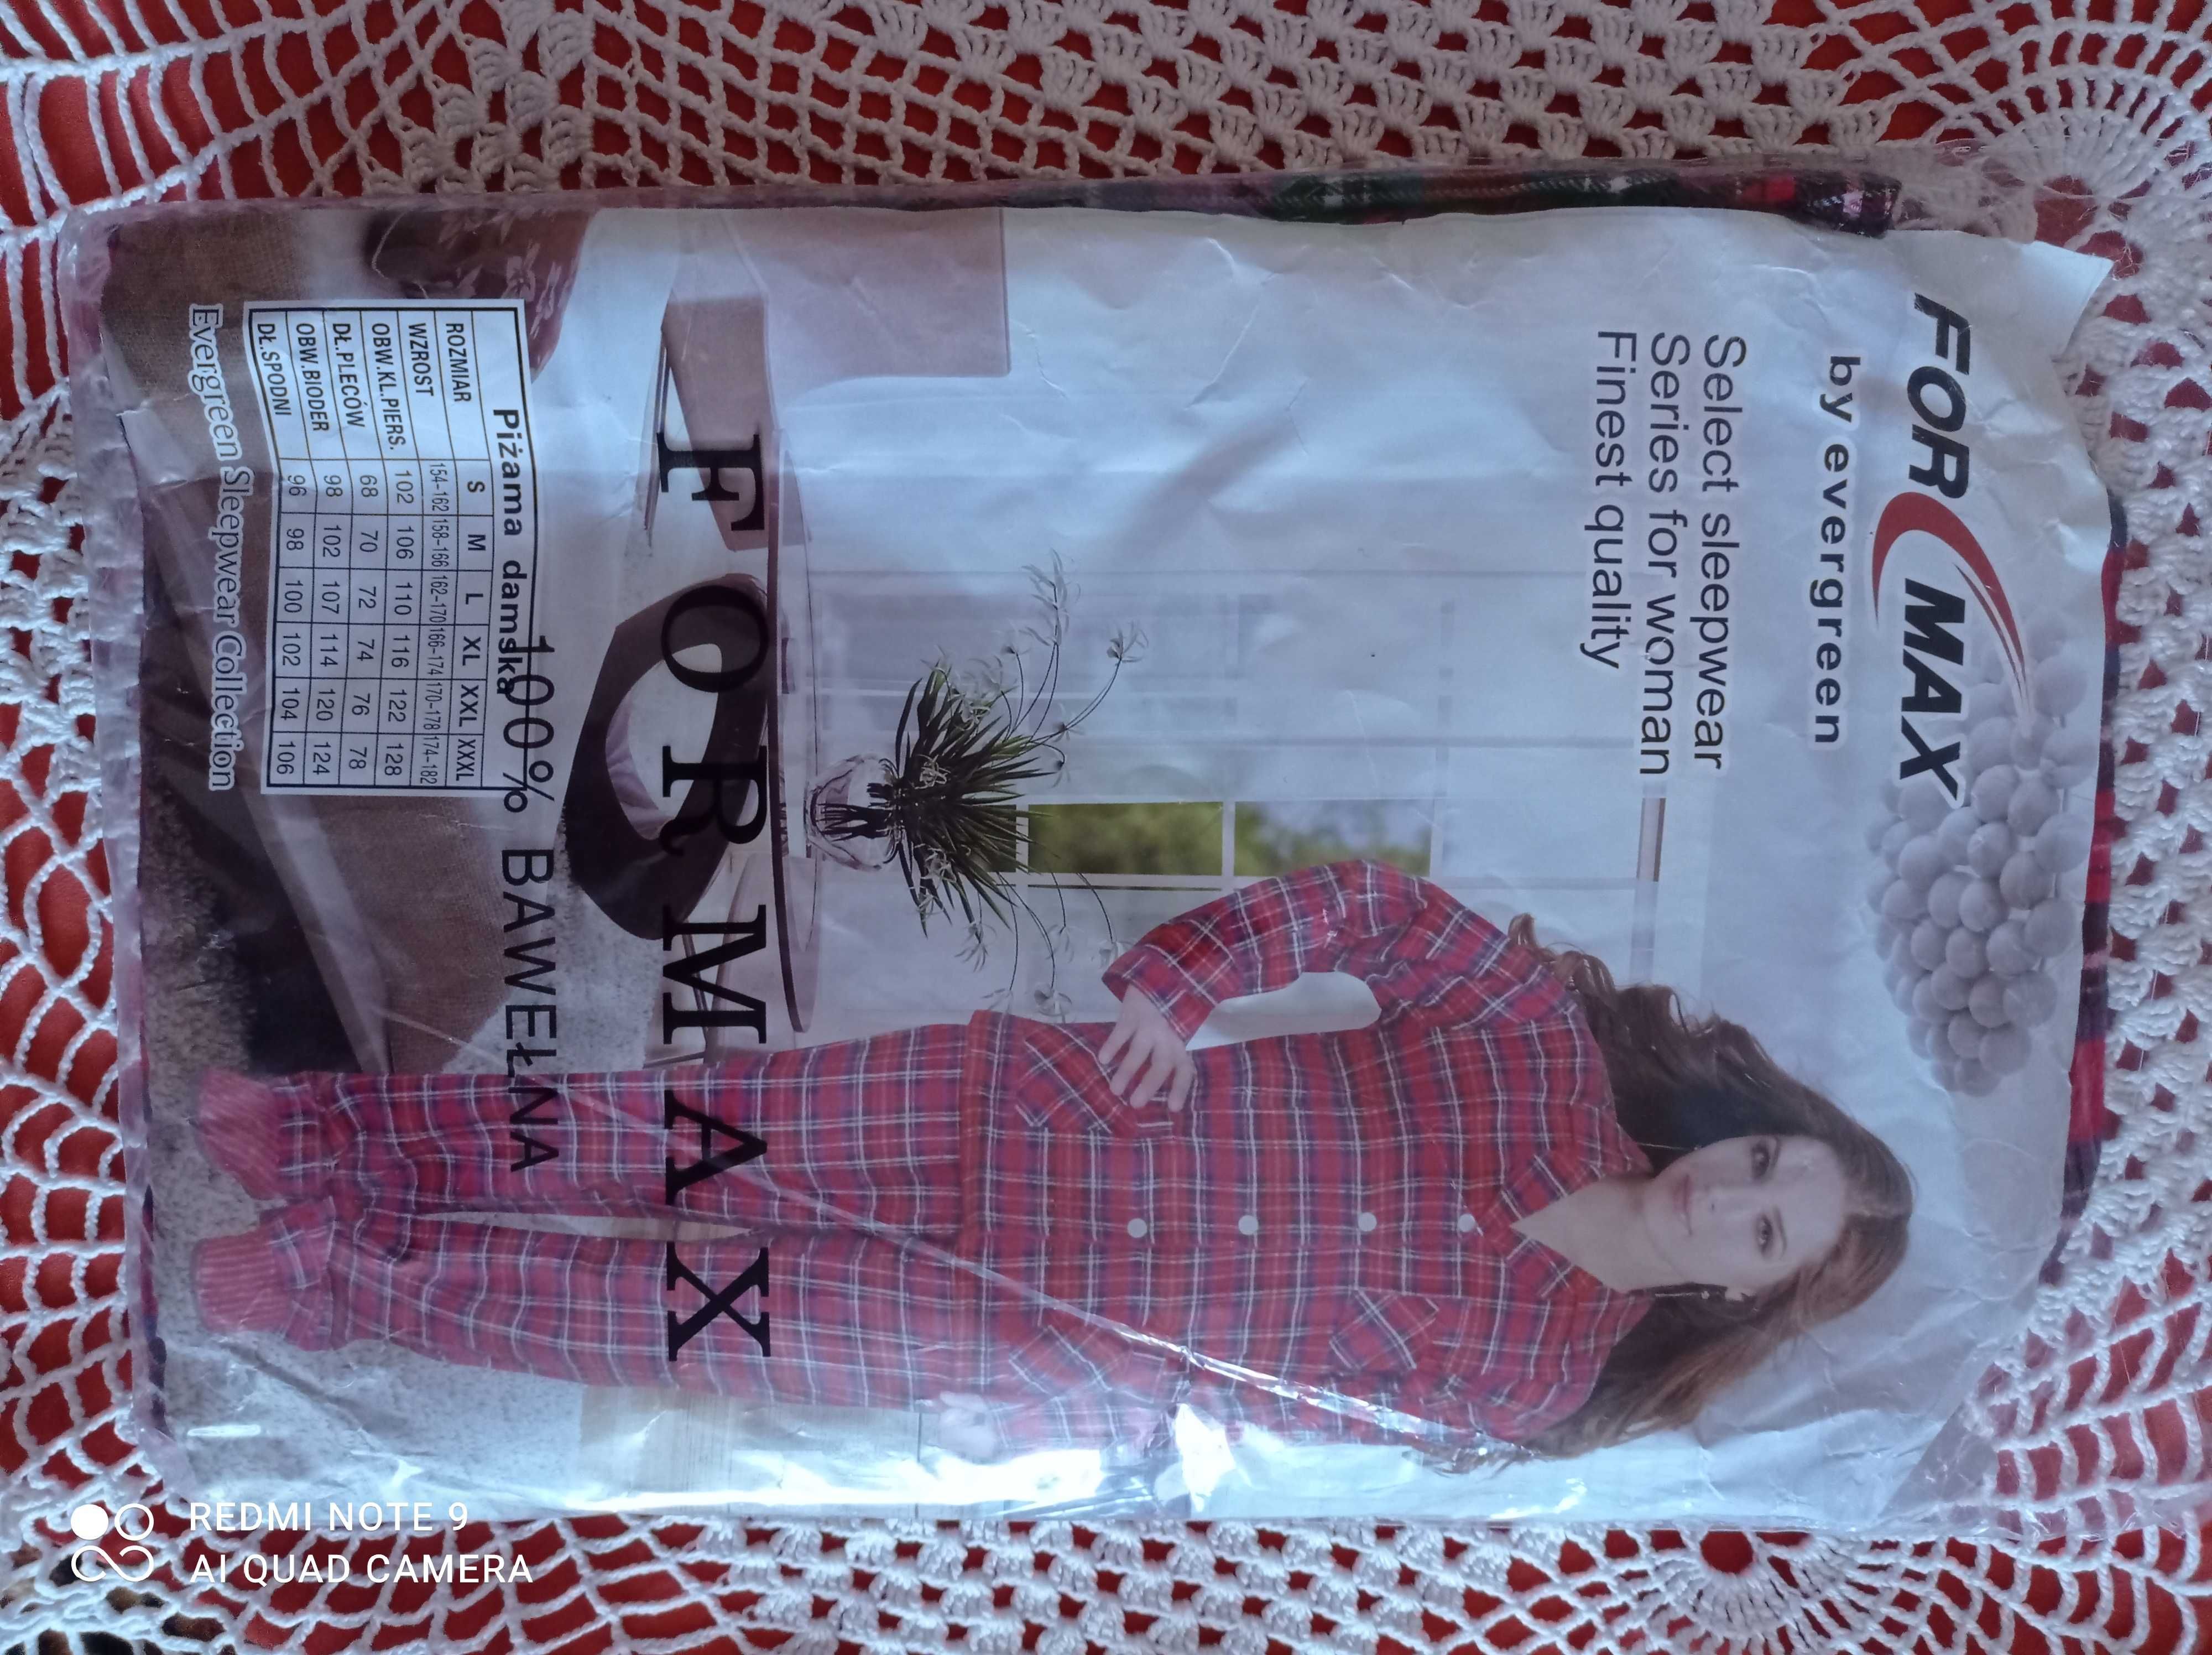 FOR MAX
by evergreen
Select sleepwear
Series for woman
Finest quality
FORMAX
100% BAWEŁNA
Piżama damska
ROZMIAR S M L XL XXL XXXL
WZROST 154-162 158-166 162-170 166-174 170-178 174-182
OBW.KL.PIERS. 102 106 110 116 122 128
DŁ.PLECÓW 68 70 72 74 76 78
OBW.BIODER 98 102 107 114 120 124
DŁ.SPODNI 96 98 100 102 104 106
Evergreen Sleepwear Collection
REDMI NOTE 9
AI QUAD CAMERA